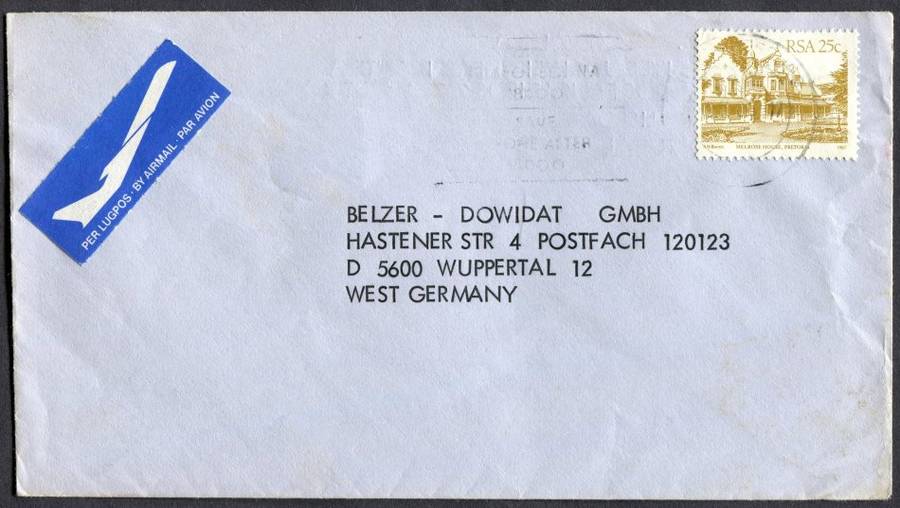 PER LUGPOS · BY AIRMAIL · PAR AVION
RSA 25c
MELROSE HOUSE, PRETORIA
BELZER - DOWIDAT GMBH
HASTENER STR 4 POSTFACH 120123
D 5600 WUPPERTAL 12
WEST GERMANY